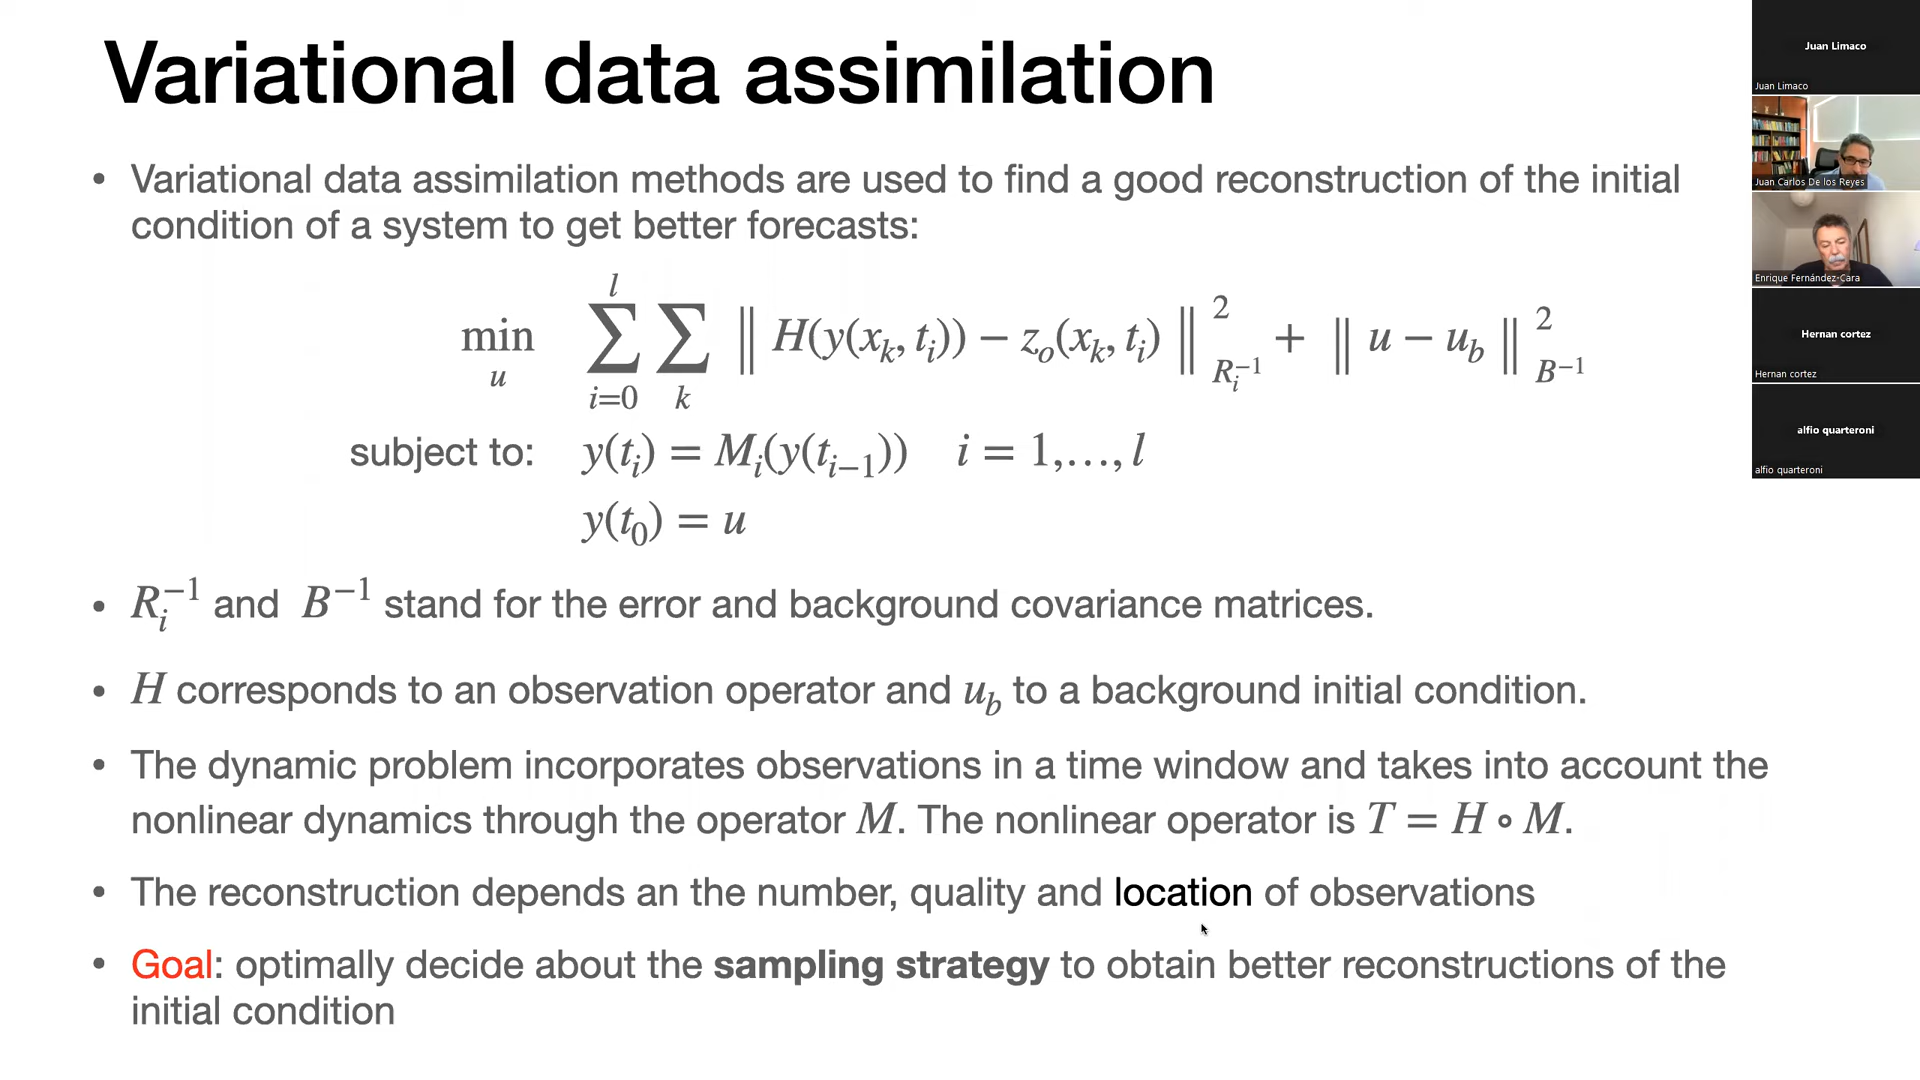 Variational data assimilation
• Variational data assimilation methods are used to find a good reconstruction of the initial
condition of a system to get better forecasts:
min_u ∑_{i=0}^{l} ∑_k ‖ H(y(x_k, t_i)) − z_o(x_k, t_i) ‖²_{R_i^{−1}} + ‖ u − u_b ‖²_{B^{−1}}
subject to: y(t_i) = M_i(y(t_{i−1})) i = 1,…, l
y(t_0) = u
• R_i^{−1} and B^{−1} stand for the error and background covariance matrices.
• H corresponds to an observation operator and u_b to a background initial condition.
• The dynamic problem incorporates observations in a time window and takes into account the
nonlinear dynamics through the operator M. The nonlinear operator is T = H ∘ M.
• The reconstruction depends an the number, quality and location of observations
• Goal: optimally decide about the sampling strategy to obtain better reconstructions of the
initial condition
Juan Limaco
Juan Limaco
Juan Carlos De los Reyes
Enrique Fernández-Cara
Hernan cortez
Hernan cortez
alfio quarteroni
alfio quarteroni